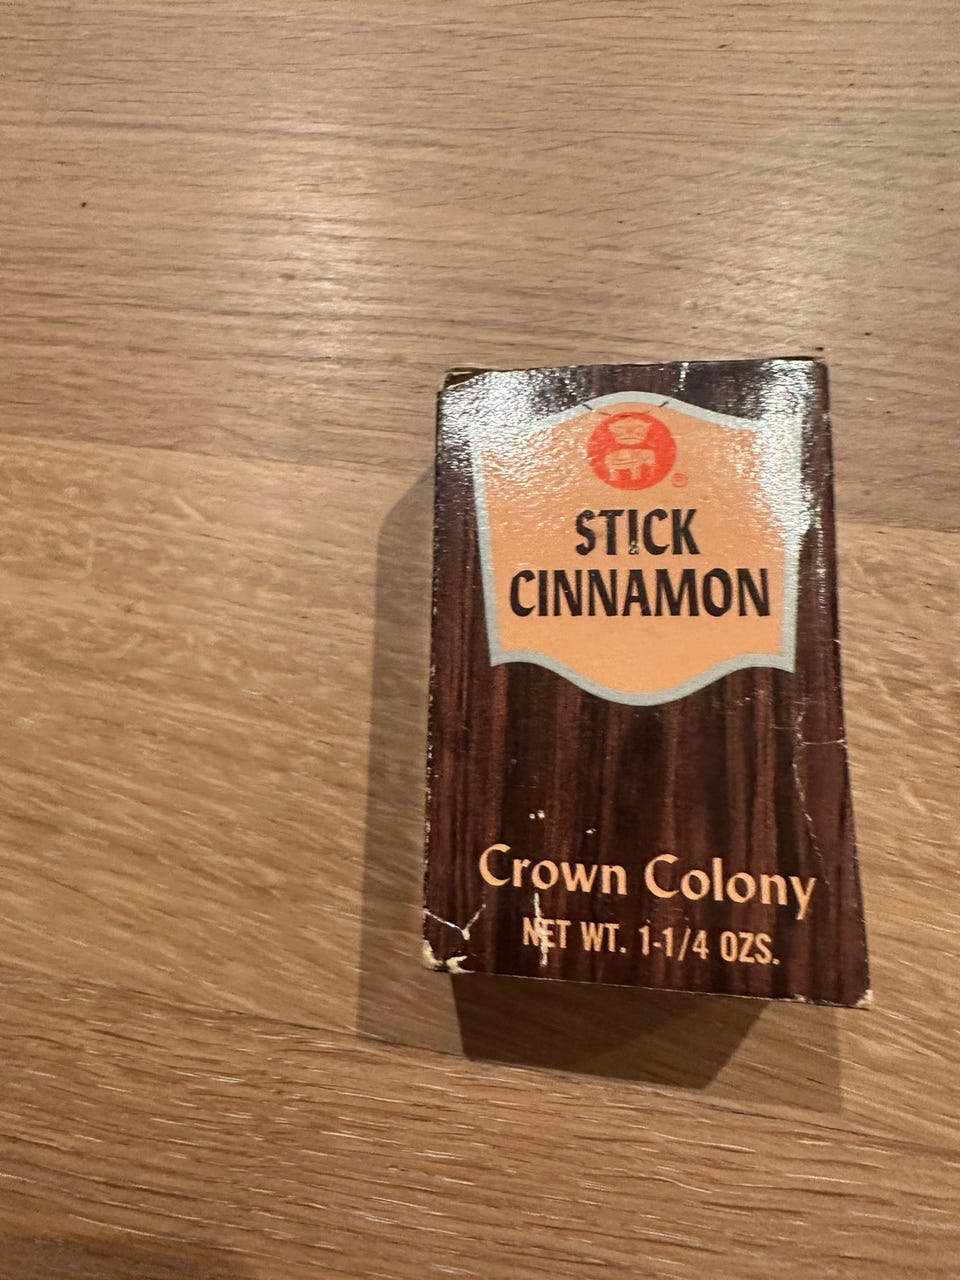 ®
STICK
CINNAMON
Crown Colony
NET WT. 1-1/4 OZS.